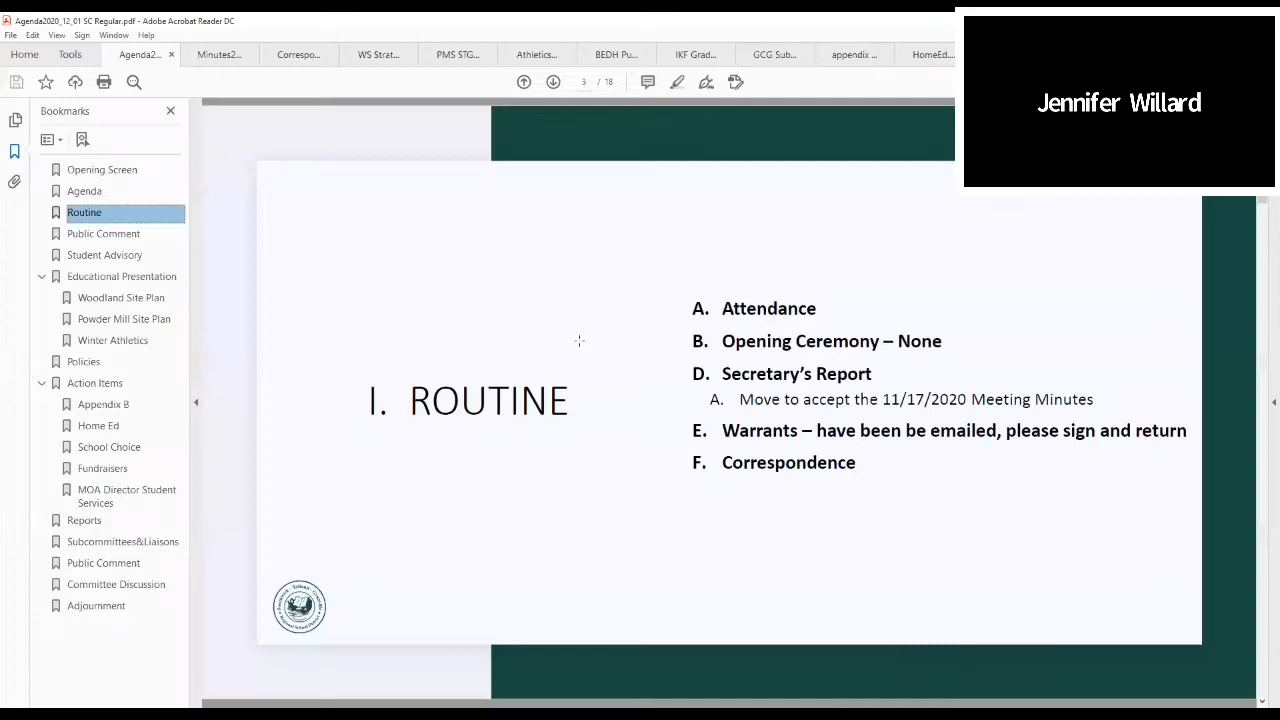 Agenda2020_12_01 SC Regular.pdf - Adobe Acrobat Reader DC
File Edit View Sign Window Help
Home Tools Agenda2... × Minutes2... Correspo... WS Strat... PMS STG... Athletics... BEDH Pu... IKF Grad... GCG Sub... appendix ... HomeEd...
3 / 18
Jennifer Willard
Bookmarks
Opening Screen
Agenda
Routine
Public Comment
Student Advisory
Educational Presentation
Woodland Site Plan
Powder Mill Site Plan
Winter Athletics
Policies
Action Items
Appendix B
Home Ed
School Choice
Fundraisers
MOA Director Student
Services
Reports
Subcommittees&Liaisons
Public Comment
Committee Discussion
Adjournment
I. ROUTINE
A. Attendance
B. Opening Ceremony – None
D. Secretary's Report
A. Move to accept the 11/17/2020 Meeting Minutes
E. Warrants – have been be emailed, please sign and return
F. Correspondence